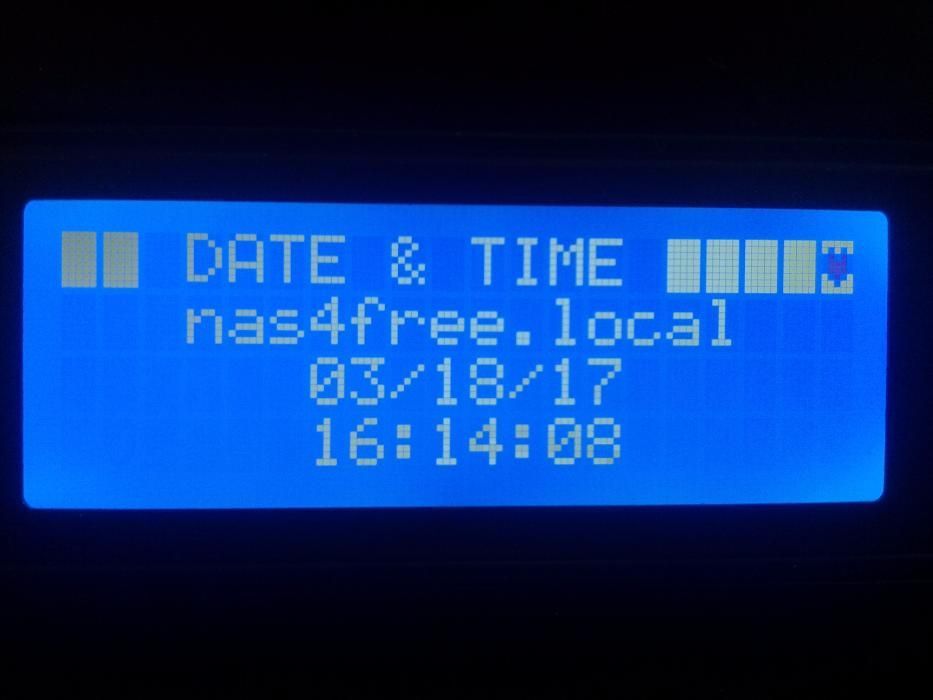 DATE & TIME
nas4free.local
03/18/17
16:14:08